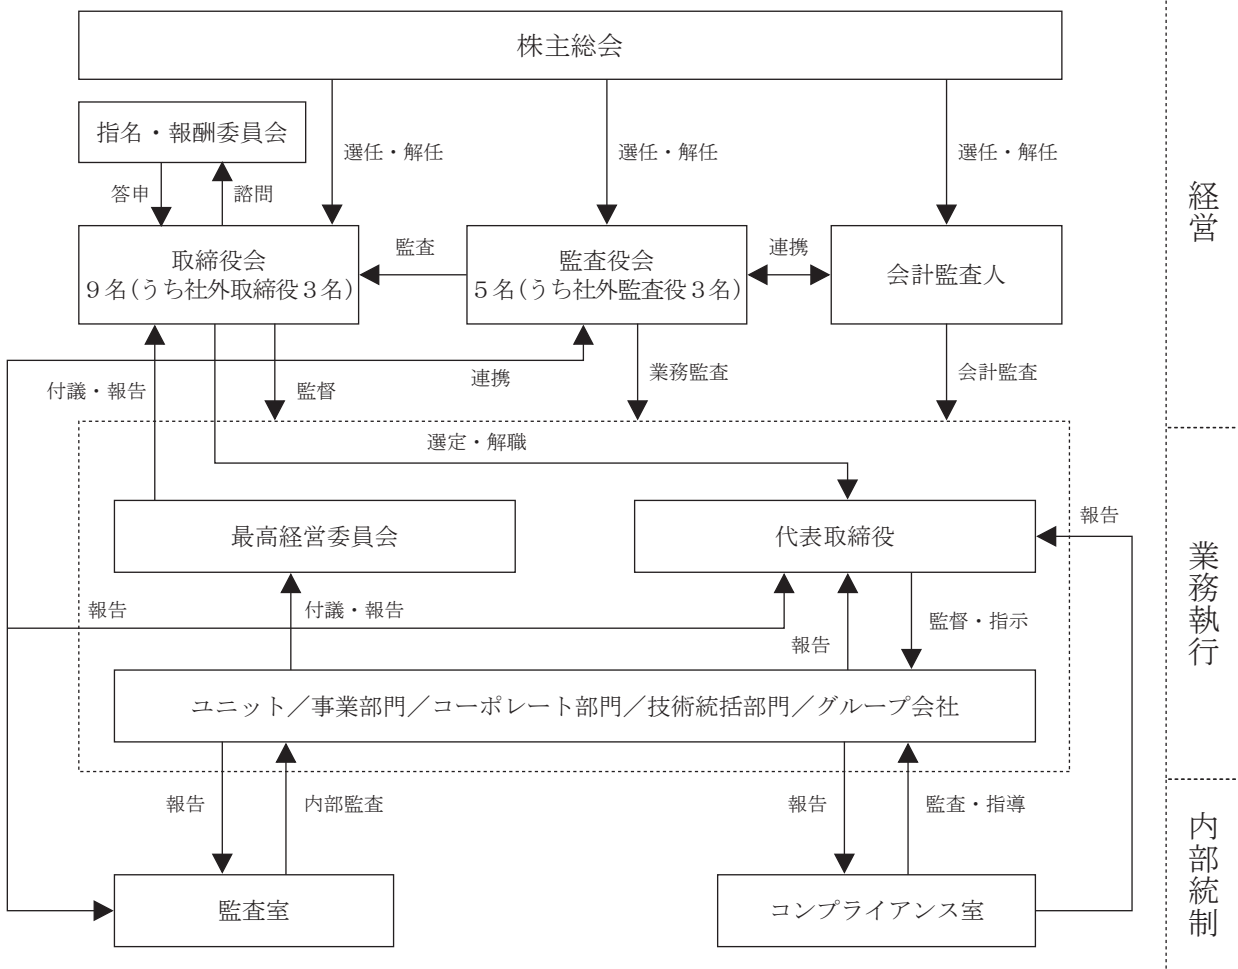 株主総会
指名・報酬委員会
選任・解任
選任・解任
選任・解任
答申
諮問
経営
取締役会
９名(うち社外取締役３名)
監査
監査役会
５名(うち社外監査役３名)
連携
会計監査人
付議・報告
監督
連携
業務監査
会計監査
選定・解職
最高経営委員会
代表取締役
報告
業務執行
報告
付議・報告
報告
監督・指示
ユニット／事業部門／コーポレート部門／技術統括部門／グループ会社
報告
内部監査
報告
監査・指導
内部統制
監査室
コンプライアンス室